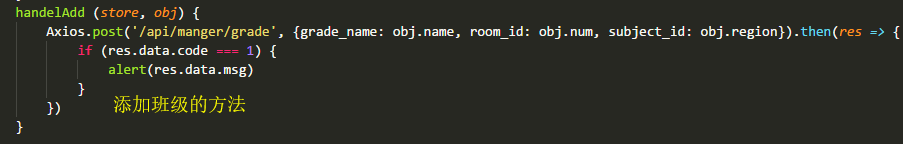 handelAdd (store, obj) {
Axios.post('/api/manger/grade', {grade_name: obj.name, room_id: obj.num, subject_id: obj.region}).then(res => {
if (res.data.code === 1) {
alert(res.data.msg)
}
}) 添加班级的方法
}